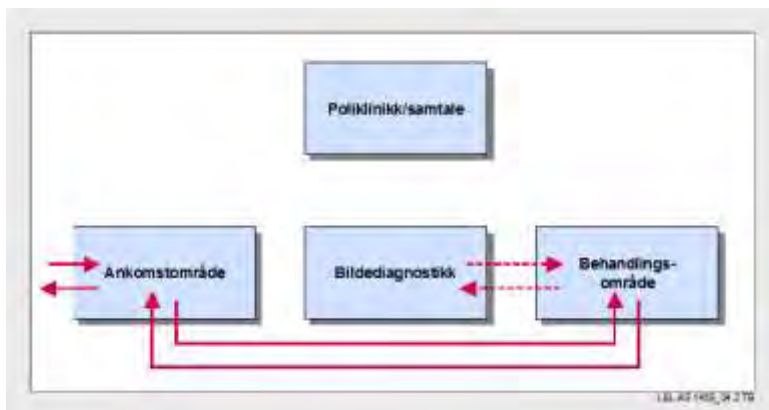 Poliklinikk/samtale
Ankomstområde
Bildediagnostikk
Behandlings-
område